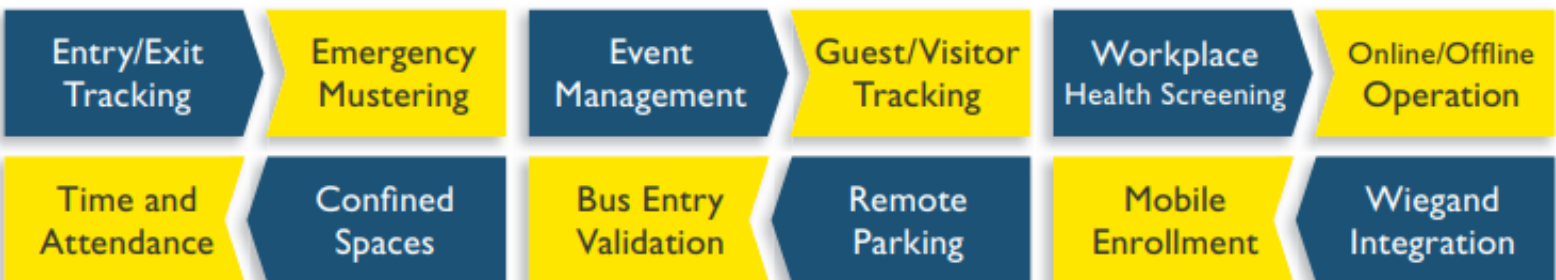 Entry/Exit
Tracking
Emergency
Mustering
Event
Management
Guest/Visitor
Tracking
Workplace
Health Screening
Online/Offline
Operation
Time and
Attendance
Confined
Spaces
Bus Entry
Validation
Remote
Parking
Mobile
Enrollment
Wiegand
Integration